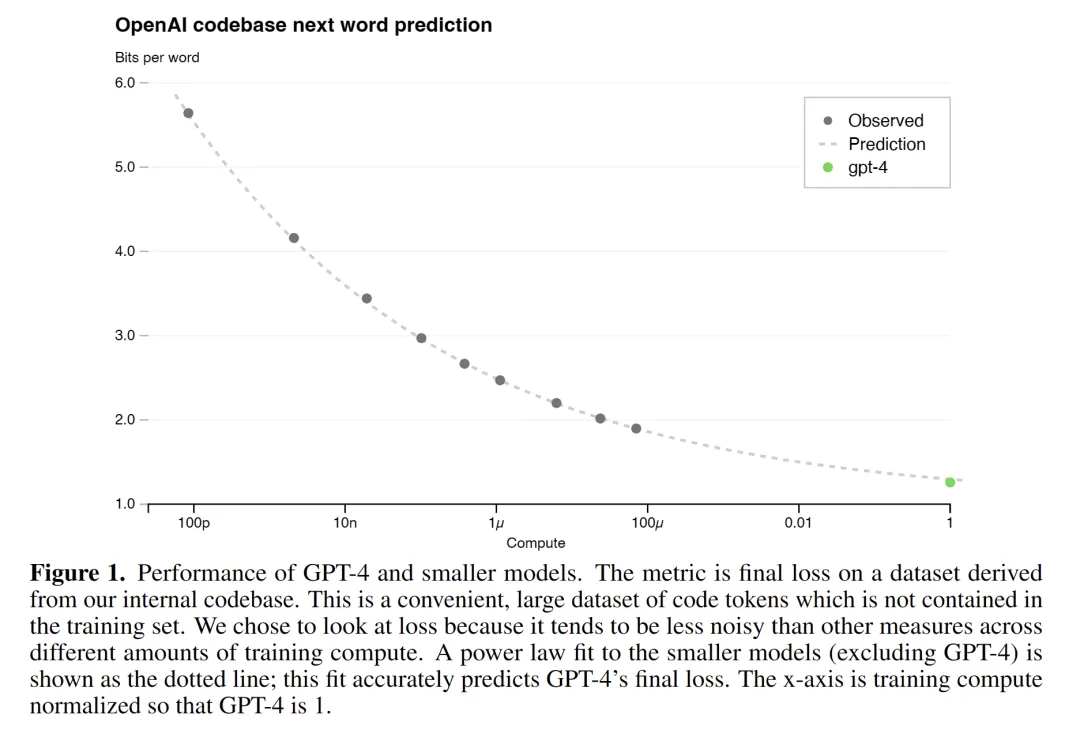 OpenAI codebase next word prediction
Bits per word
6.0
5.0
4.0
3.0
2.0
1.0
Observed
Prediction
gpt-4
100p
10n
1μ
100μ
0.01
1
Compute
Figure 1. Performance of GPT-4 and smaller models. The metric is final loss on a dataset derived
from our internal codebase. This is a convenient, large dataset of code tokens which is not contained in
the training set. We chose to look at loss because it tends to be less noisy than other measures across
different amounts of training compute. A power law fit to the smaller models (excluding GPT-4) is
shown as the dotted line; this fit accurately predicts GPT-4's final loss. The x-axis is training compute
normalized so that GPT-4 is 1.